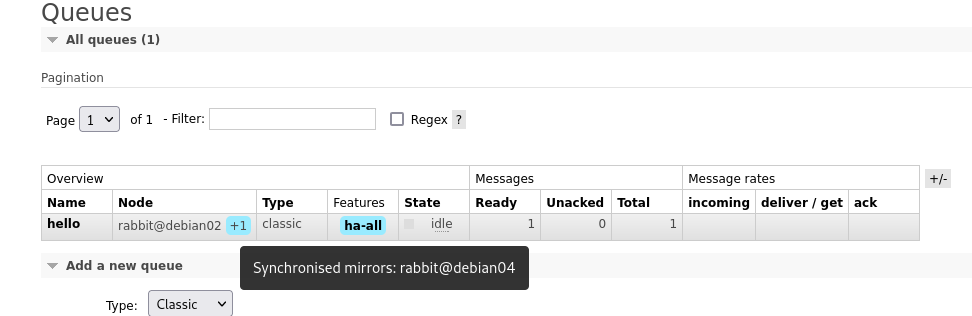 Queues
All queues (1)
Pagination
Page 1 of 1 - Filter: Regex ?
Overview Messages Message rates +/-
Name Node Type Features State Ready Unacked Total incoming deliver / get ack
hello rabbit@debian02 +1 classic ha-all idle 1 0 1
Add a new queue
Synchronised mirrors: rabbit@debian04
Type: Classic